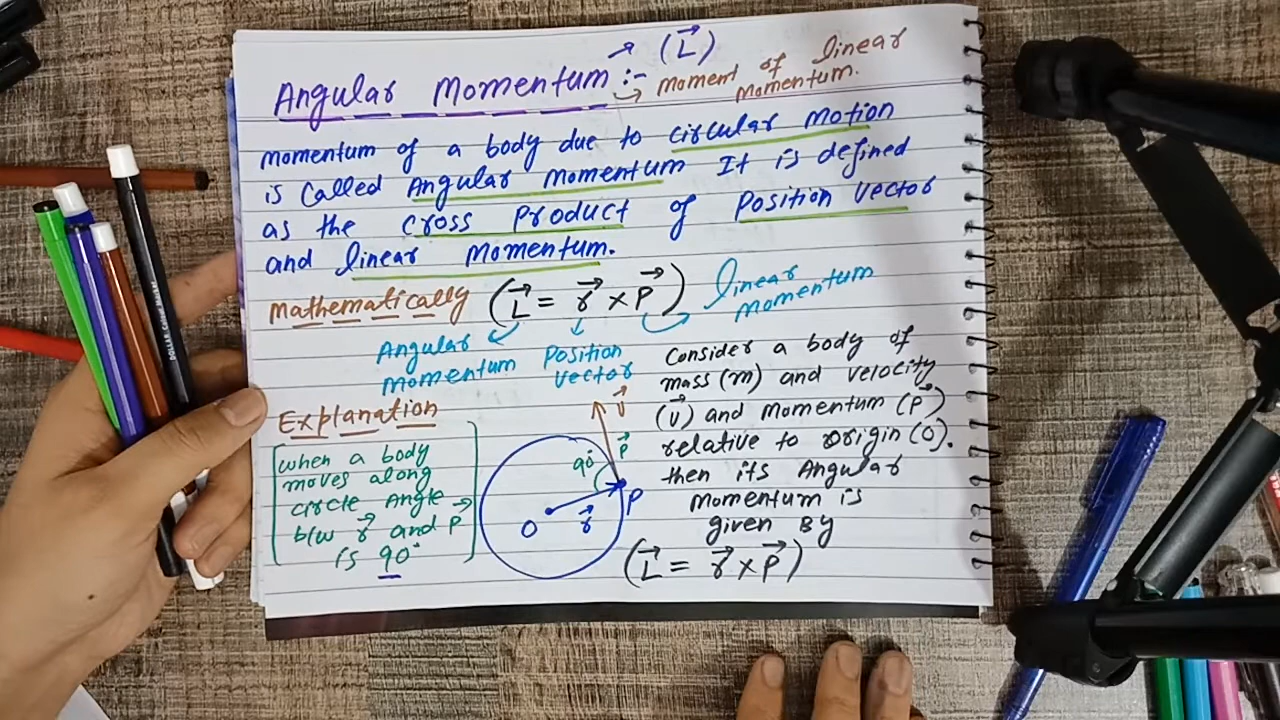 Angular Momentum :- → (L⃗)
↪ moment of linear momentum.
momentum of a body due to circular motion
is called Angular momentum It is defined
as the cross product of position vector
and linear momentum.
Mathematically (L⃗ = r⃗ × P⃗) linear momentum
Angular momentum
Position vector
Explanation
[when a body
moves along
circle Angle
b/w r⃗ and P⃗
is 90°]
v⃗
P⃗
90°
P
O
r⃗
Consider a body of
mass (m) and velocity
(v⃗) and momentum (P⃗)
relative to origin (O).
then its Angular
momentum is
given By
(L⃗ = r⃗ × P⃗)
DOLLAR